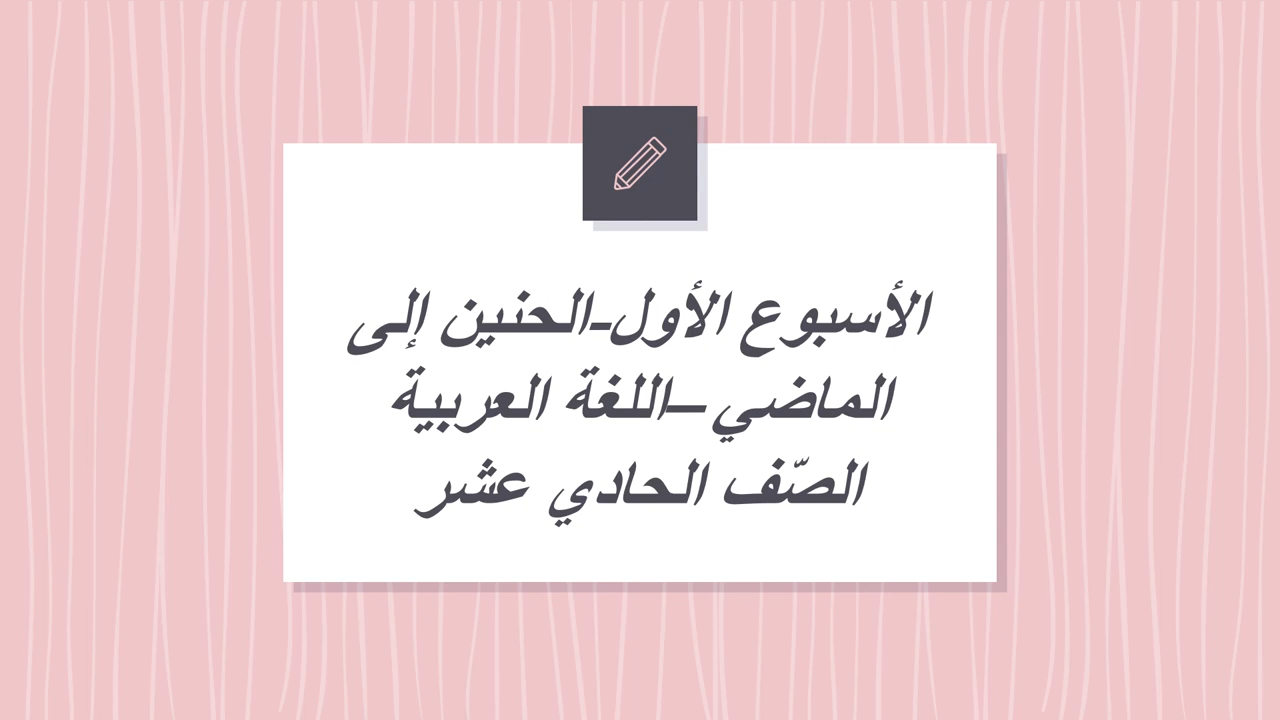 الأسبوع الأول-الحنين إلى
الماضي –اللغة العربية
الصّف الحادي عشر